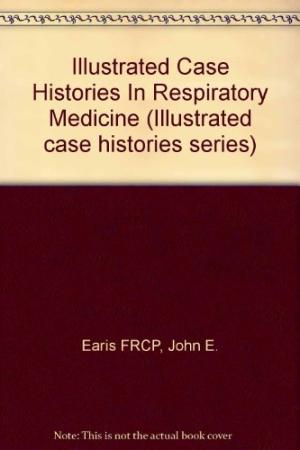 Illustrated Case
Histories In Respiratory
Medicine (Illustrated
case histories series)
Earis FRCP, John E.
Note: This is not the actual book cover